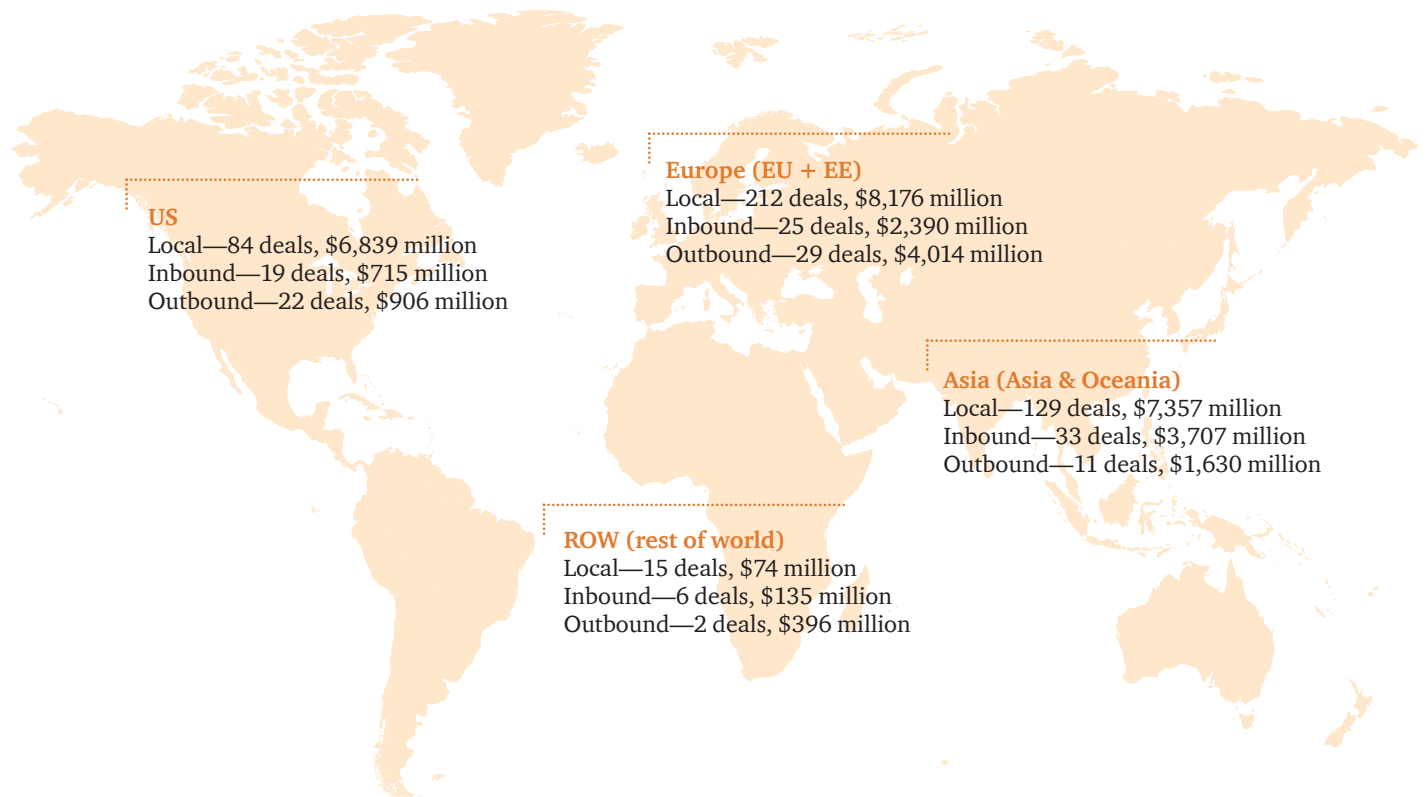 US
Local—84 deals, $6,839 million
Inbound—19 deals, $715 million
Outbound—22 deals, $906 million
Europe (EU + EE)
Local—212 deals, $8,176 million
Inbound—25 deals, $2,390 million
Outbound—29 deals, $4,014 million
Asia (Asia & Oceania)
Local—129 deals, $7,357 million
Inbound—33 deals, $3,707 million
Outbound—11 deals, $1,630 million
ROW (rest of world)
Local—15 deals, $74 million
Inbound—6 deals, $135 million
Outbound—2 deals, $396 million